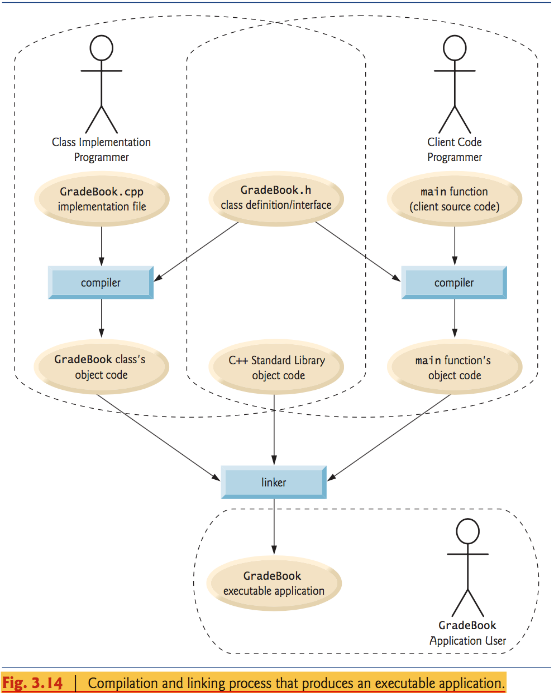 Class Implementation
Programmer
Client Code
Programmer
GradeBook.cpp
implementation file
GradeBook.h
class definition/interface
main function
(client source code)
compiler
compiler
GradeBook class's
object code
C++ Standard Library
object code
main function's
object code
linker
GradeBook
executable application
GradeBook
Application User
Fig. 3.14 | Compilation and linking process that produces an executable application.